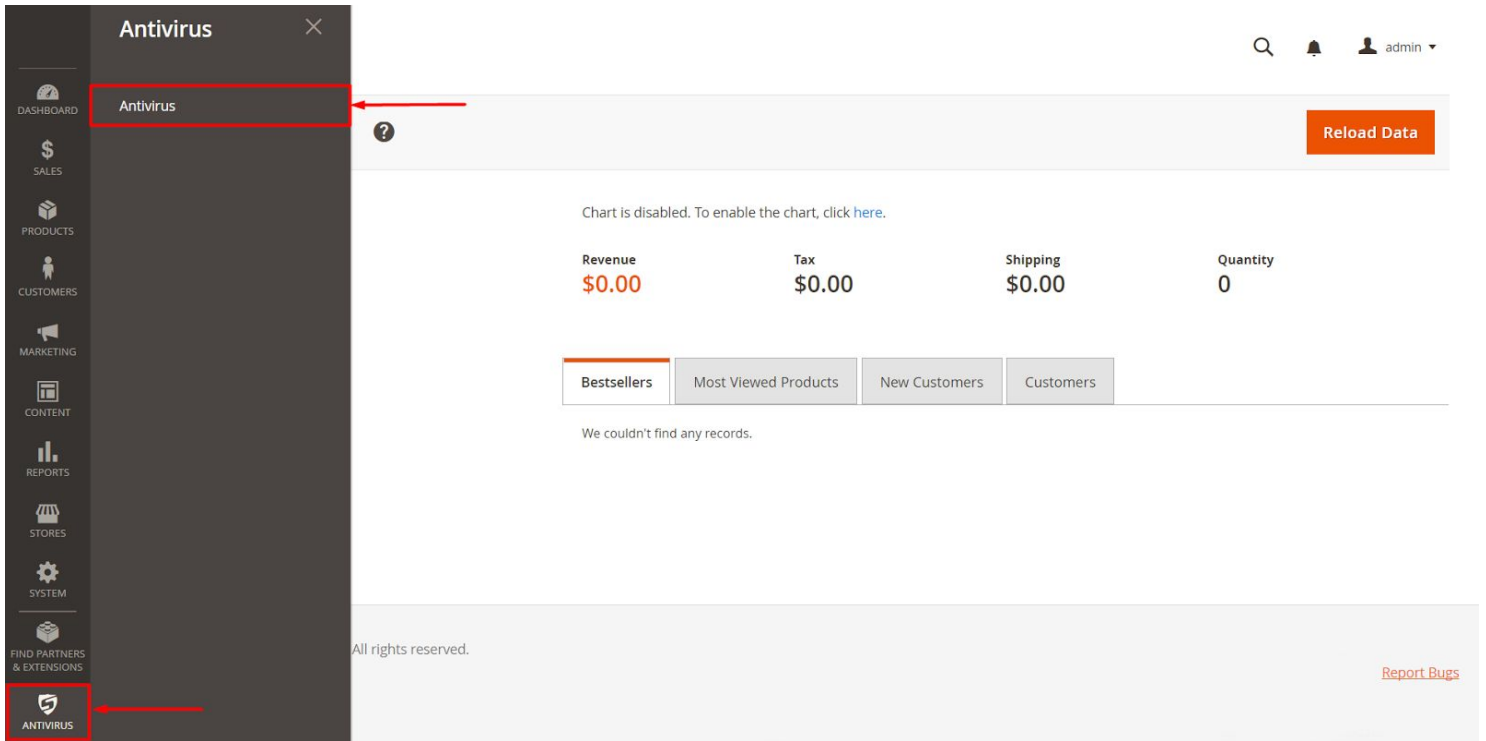 Antivirus
Antivirus
DASHBOARD
SALES
PRODUCTS
CUSTOMERS
MARKETING
CONTENT
REPORTS
STORES
SYSTEM
FIND PARTNERS
& EXTENSIONS
ANTIVIRUS
admin
?
Reload Data
Chart is disabled. To enable the chart, click here.
Revenue Tax Shipping Quantity
$0.00 $0.00 $0.00 0
Bestsellers Most Viewed Products New Customers Customers
We couldn't find any records.
All rights reserved.
Report Bugs